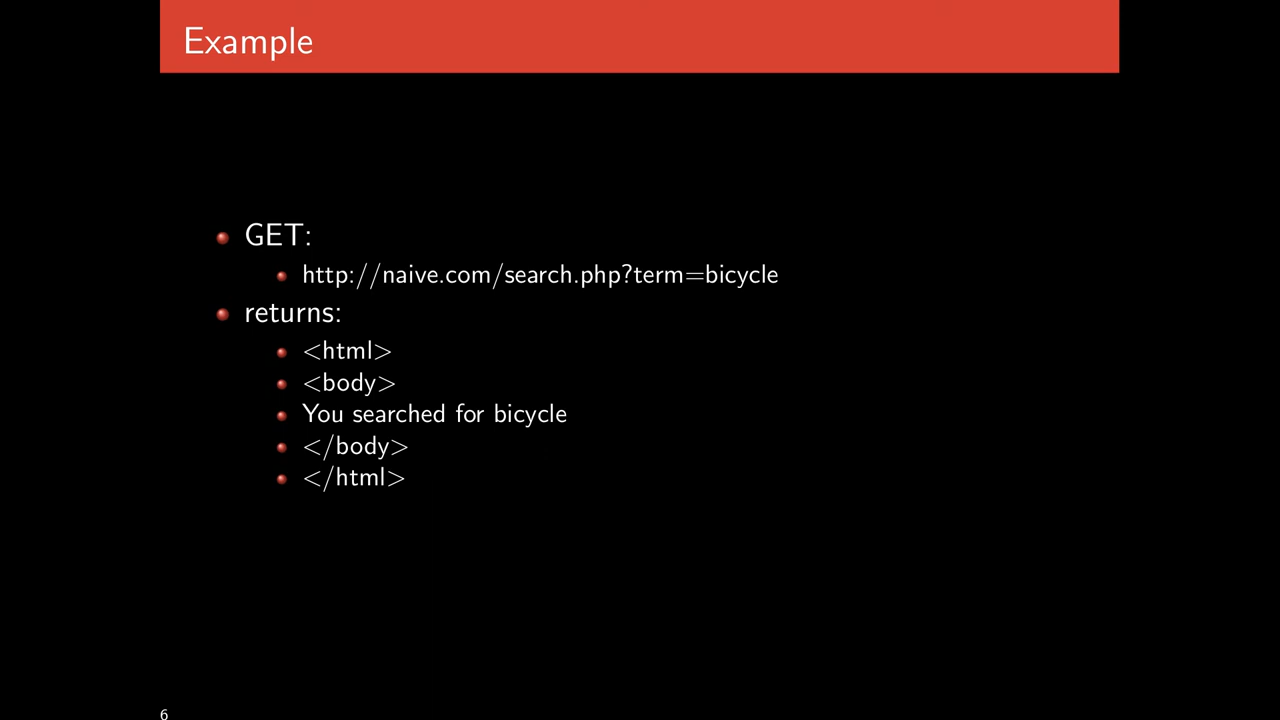 Example
GET:
http://naive.com/search.php?term=bicycle
returns:
<html>
<body>
You searched for bicycle
</body>
</html>
6